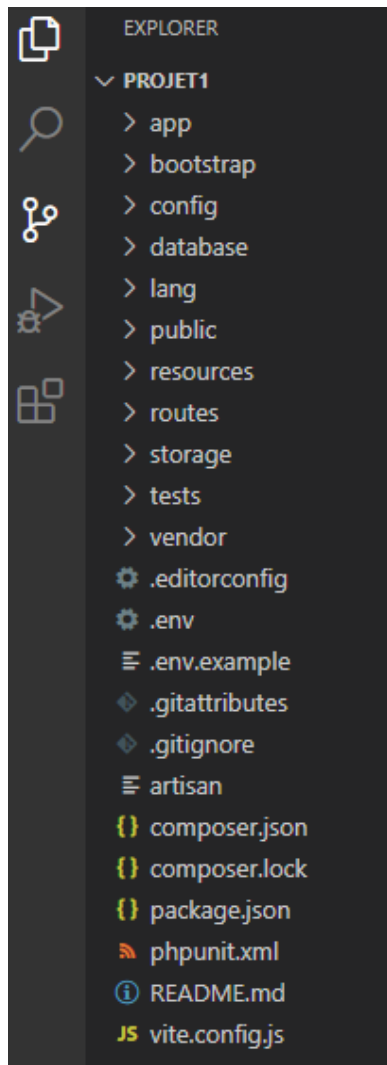 EXPLORER
PROJET1
app
bootstrap
config
database
lang
public
resources
routes
storage
tests
vendor
.editorconfig
.env
.env.example
.gitattributes
.gitignore
artisan
{} composer.json
{} composer.lock
{} package.json
phpunit.xml
README.md
JS vite.config.js